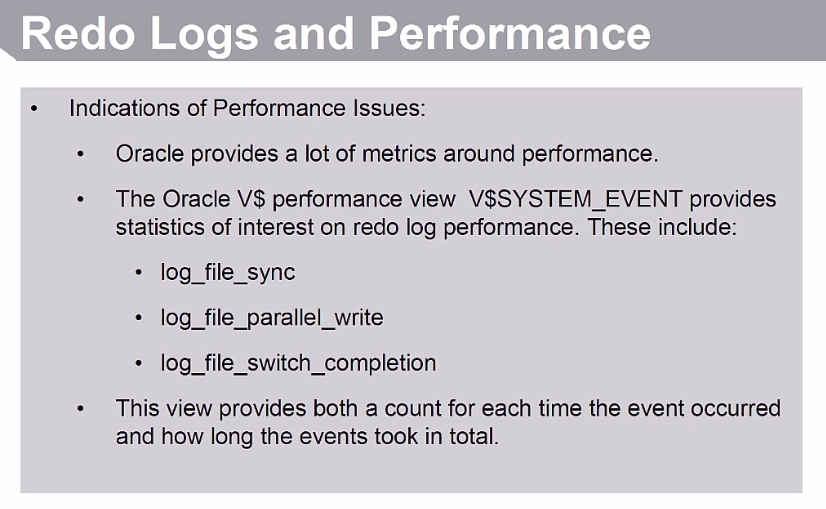 Redo Logs and Performance
• Indications of Performance Issues:
• Oracle provides a lot of metrics around performance.
• The Oracle V$ performance view V$SYSTEM_EVENT provides
statistics of interest on redo log performance. These include:
• log_file_sync
• log_file_parallel_write
• log_file_switch_completion
• This view provides both a count for each time the event occurred
and how long the events took in total.